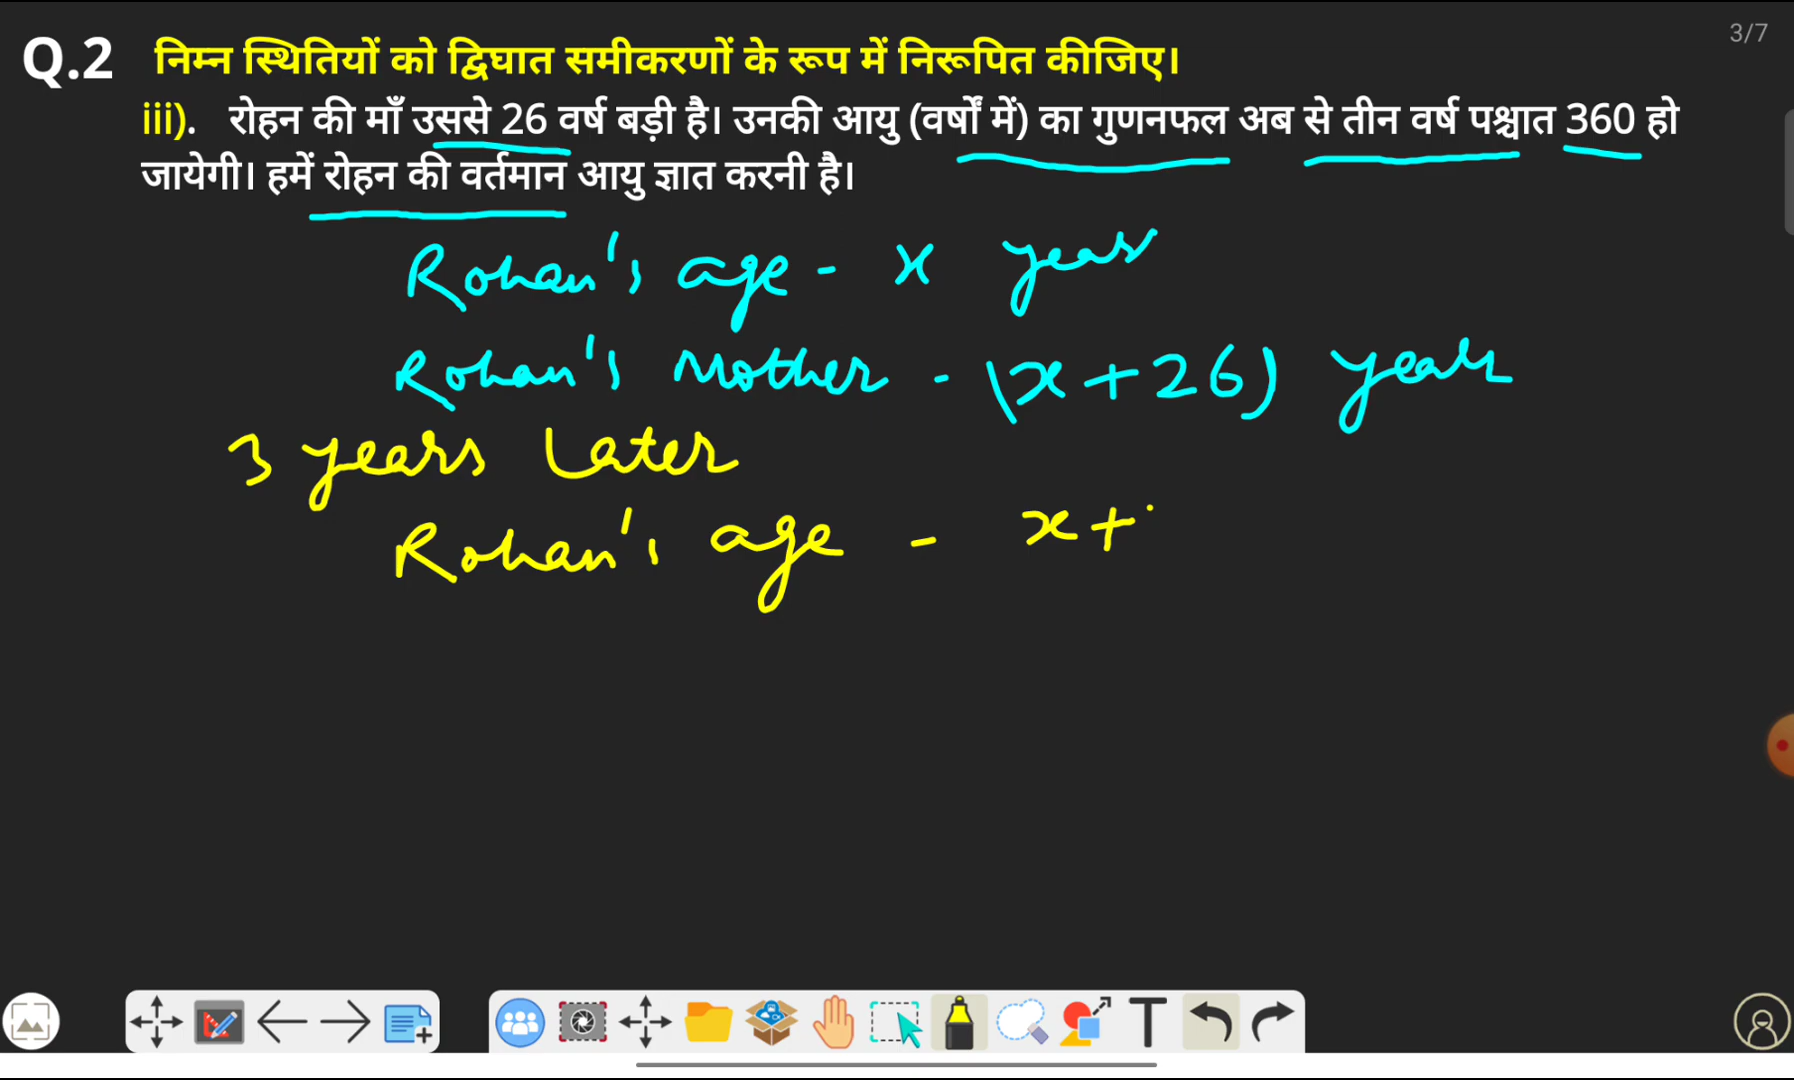 3/7
Q.2 निम्न स्थितियों को द्विघात समीकरणों के रूप में निरूपित कीजिए।
iii). रोहन की माँ उससे 26 वर्ष बड़ी है। उनकी आयु (वर्षों में) का गुणनफल अब से तीन वर्ष पश्चात 360 हो
जायेगी। हमें रोहन की वर्तमान आयु ज्ञात करनी है।
Rohan's age - x years
Rohan's Mother - (x+26) years
3 years Later
Rohan's age - x+